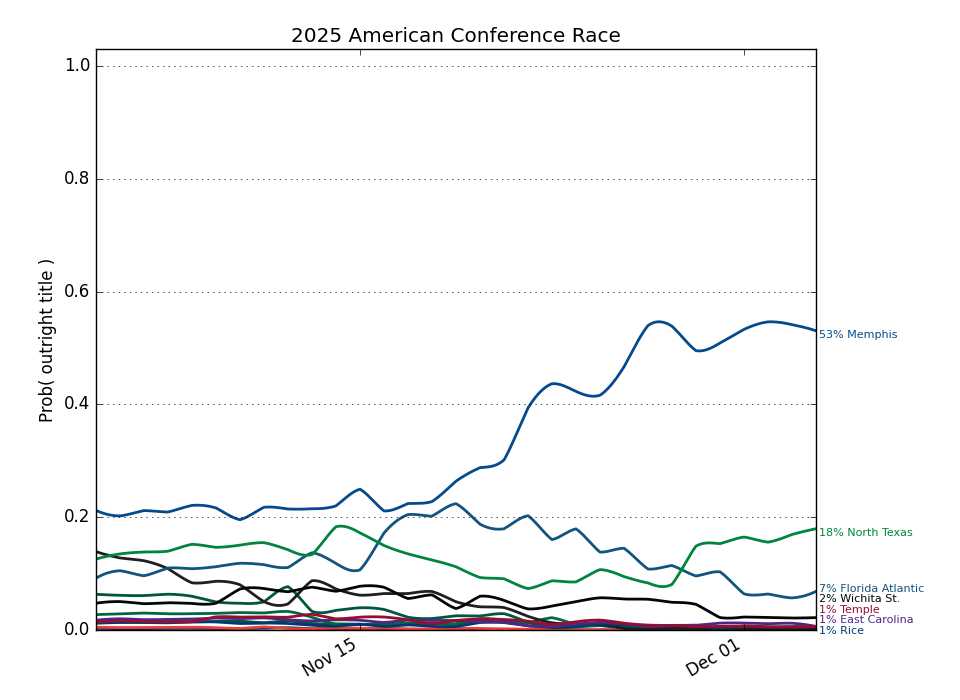 2025 American Conference Race
1.0
0.8
0.6
0.4
0.2
0.0
Prob( outright title )
53% Memphis
18% North Texas
7% Florida Atlantic
2% Wichita St.
1% Temple
1% East Carolina
1% Rice
Nov 15
Dec 01